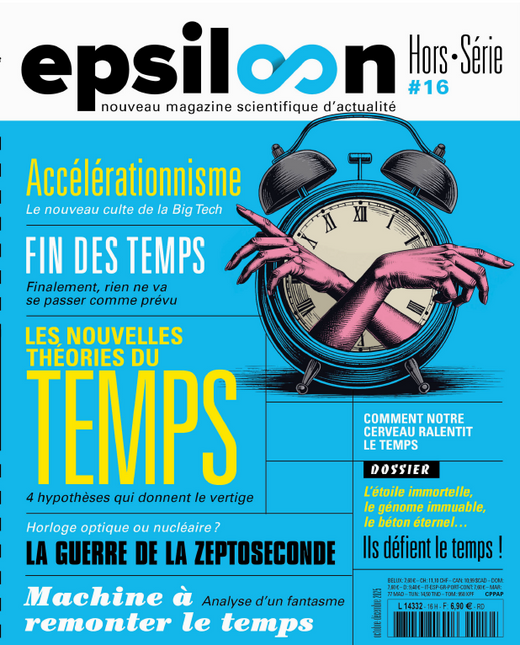 epsiloon
Hors•Série
#16
nouveau magazine scientifique d'actualité
Accélérationnisme
Le nouveau culte de la Big Tech
FIN DES TEMPS
Finalement, rien ne va
se passer comme prévu
LES NOUVELLES
THÉORIES DU
TEMPS
4 hypothèses qui donnent le vertige
COMMENT NOTRE
CERVEAU RALENTIT
LE TEMPS
DOSSIER
L'étoile immortelle,
le génome immuable,
le béton éternel...
Ils défient le temps !
Horloge optique ou nucléaire ?
LA GUERRE DE LA ZEPTOSECONDE
Machine à
Analyse d'un fantasme
remonter le temps
octobre-décembre 2025
CPPAP
L 14332 - 16 H - F: 6,90 € - RD
XII